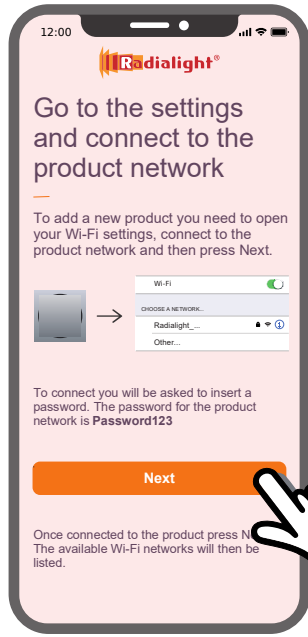 12:00
Radialight®
Go to the settings
and connect to the
product network
To add a new product you need to open
your Wi-Fi settings, connect to the
product network and then press Next.
Wi-Fi
CHOOSE A NETWORK...
Radialight_...
Other...
To connect you will be asked to insert a
password. The password for the product
network is Password123
Next
Once connected to the product press N
The available Wi-Fi networks will then be
listed.